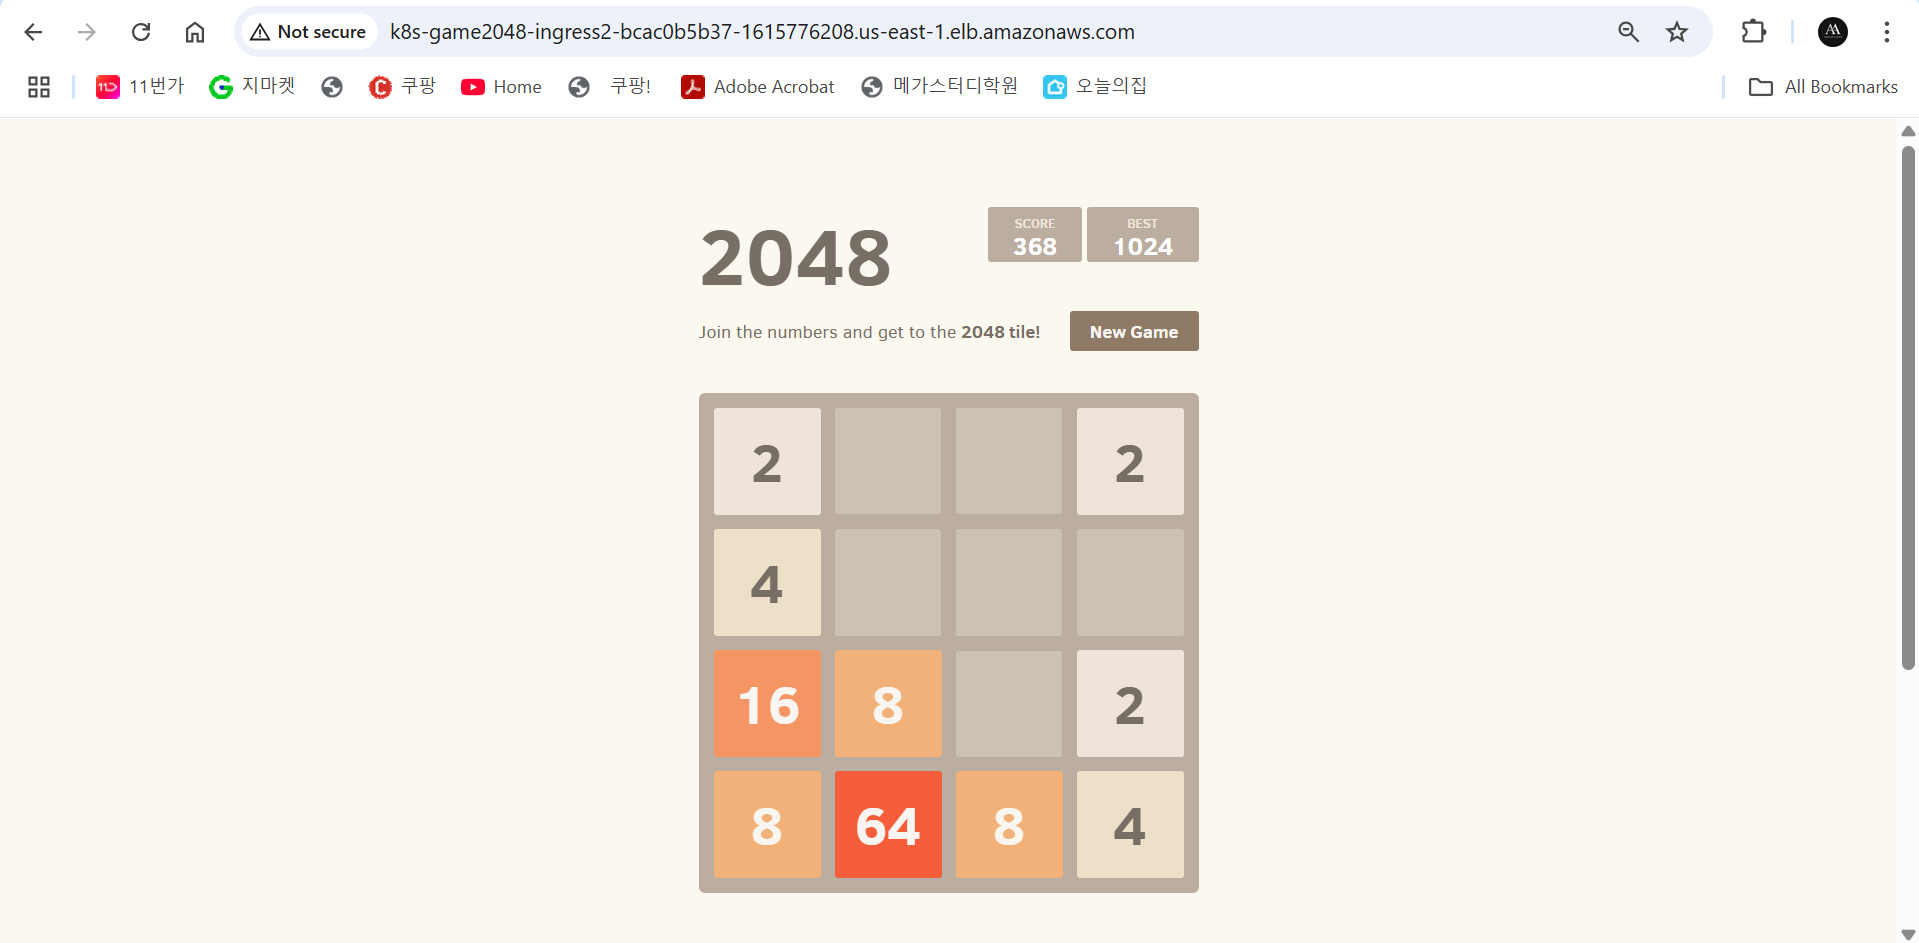 Not secure k8s-game2048-ingress2-bcac0b5b37-1615776208.us-east-1.elb.amazonaws.com
11번가 지마켓 쿠팡 Home 쿠팡! Adobe Acrobat 메가스터디학원 오늘의집 All Bookmarks
2048
SCORE BEST
368 1024
Join the numbers and get to the 2048 tile! New Game
2 2
4
16 8 2
8 64 8 4